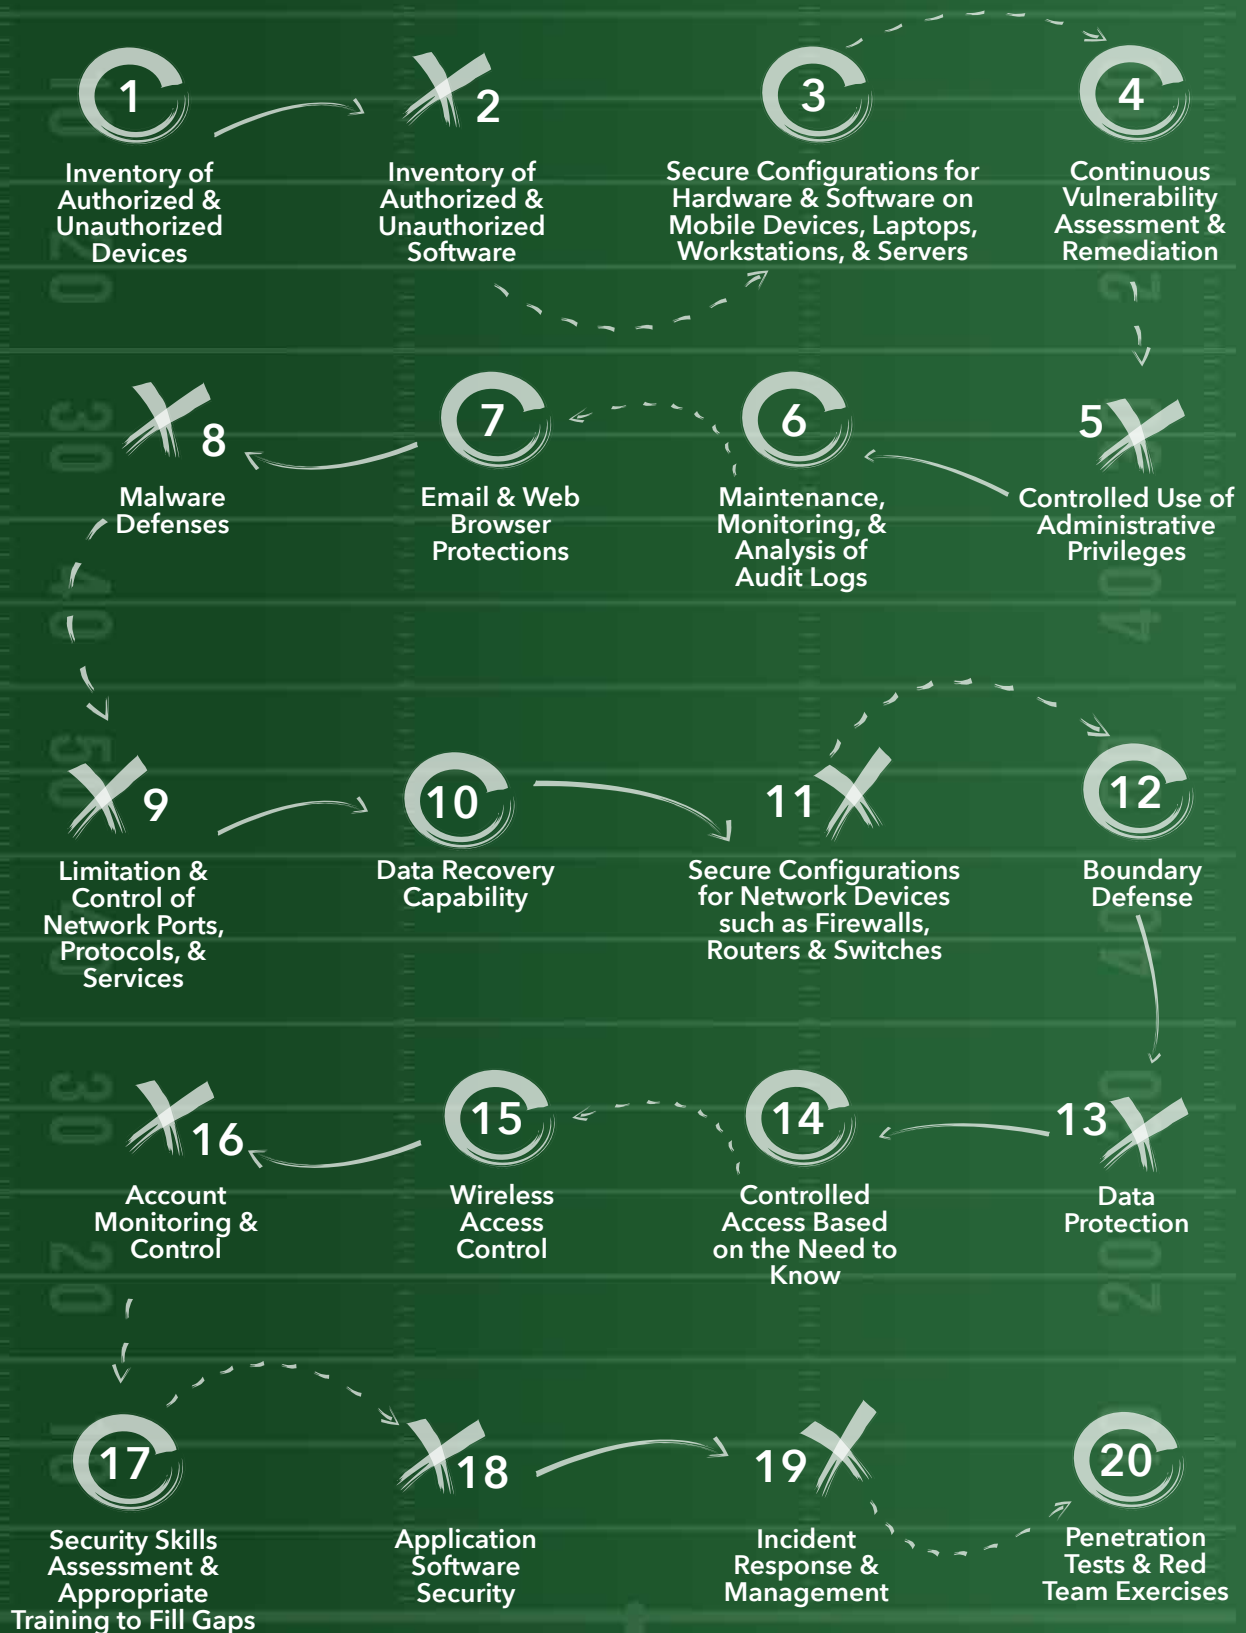 1
Inventory of
Authorized &
Unauthorized
Devices
2
Inventory of
Authorized &
Unauthorized
Software
3
Secure Configurations for
Hardware & Software on
Mobile Devices, Laptops,
Workstations, & Servers
4
Continuous
Vulnerability
Assessment &
Remediation
5
Controlled Use of
Administrative
Privileges
6
Maintenance,
Monitoring, &
Analysis of
Audit Logs
7
Email & Web
Browser
Protections
8
Malware
Defenses
9
Limitation &
Control of
Network Ports,
Protocols, &
Services
10
Data Recovery
Capability
11
Secure Configurations
for Network Devices
such as Firewalls,
Routers & Switches
12
Boundary
Defense
13
Data
Protection
14
Controlled
Access Based
on the Need to
Know
15
Wireless
Access
Control
16
Account
Monitoring &
Control
17
Security Skills
Assessment &
Appropriate
Training to Fill Gaps
18
Application
Software
Security
19
Incident
Response &
Management
20
Penetration
Tests & Red
Team Exercises